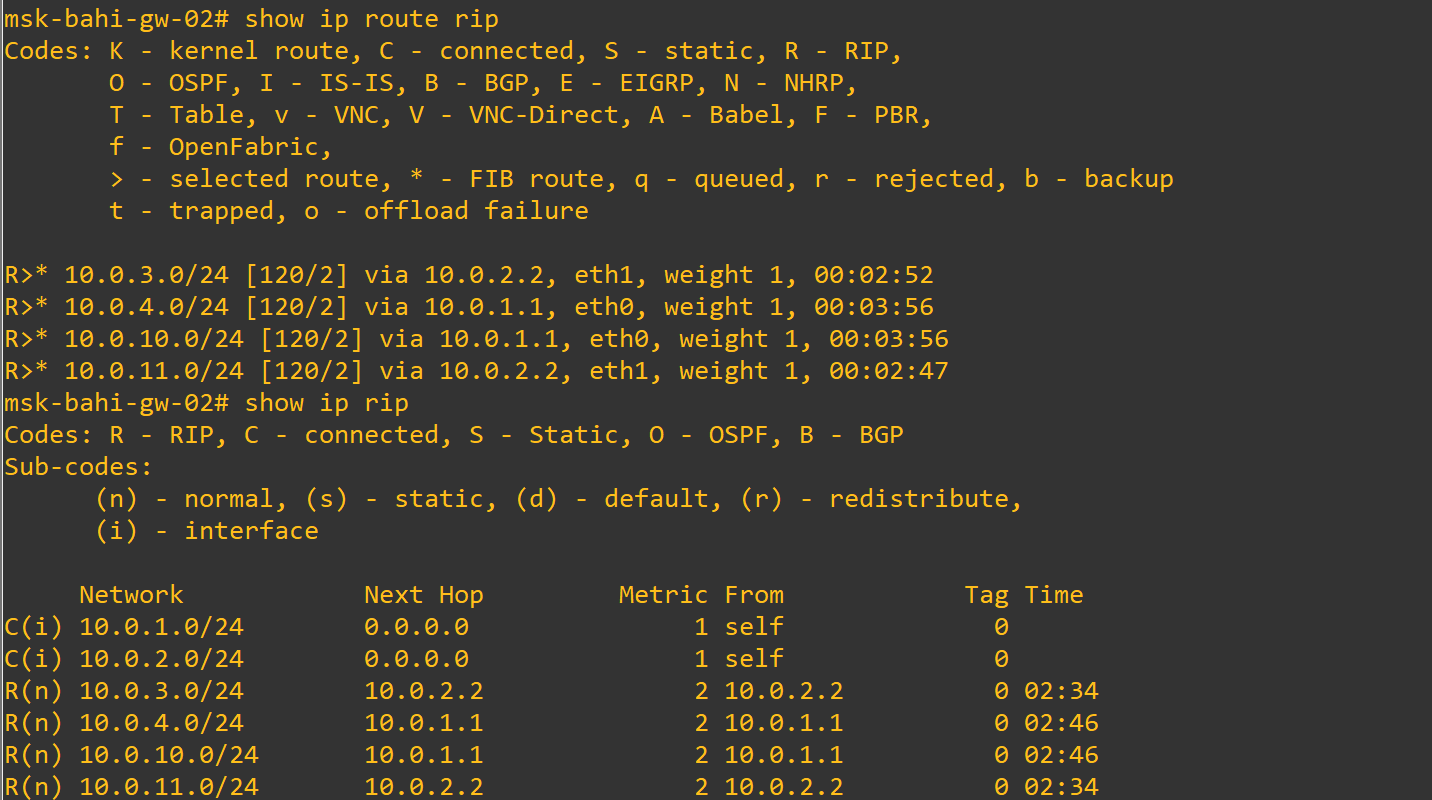 msk-bahi-gw-02# show ip route rip
Codes: K - kernel route, C - connected, S - static, R - RIP,
       O - OSPF, I - IS-IS, B - BGP, E - EIGRP, N - NHRP,
       T - Table, v - VNC, V - VNC-Direct, A - Babel, F - PBR,
       f - OpenFabric,
       > - selected route, * - FIB route, q - queued, r - rejected, b - backup
       t - trapped, o - offload failure

R>* 10.0.3.0/24 [120/2] via 10.0.2.2, eth1, weight 1, 00:02:52
R>* 10.0.4.0/24 [120/2] via 10.0.1.1, eth0, weight 1, 00:03:56
R>* 10.0.10.0/24 [120/2] via 10.0.1.1, eth0, weight 1, 00:03:56
R>* 10.0.11.0/24 [120/2] via 10.0.2.2, eth1, weight 1, 00:02:47
msk-bahi-gw-02# show ip rip
Codes: R - RIP, C - connected, S - Static, O - OSPF, B - BGP
Sub-codes:
      (n) - normal, (s) - static, (d) - default, (r) - redistribute,
      (i) - interface

     Network            Next Hop         Metric From            Tag Time
C(i) 10.0.1.0/24        0.0.0.0               1 self              0
C(i) 10.0.2.0/24        0.0.0.0               1 self              0
R(n) 10.0.3.0/24        10.0.2.2              2 10.0.2.2          0 02:34
R(n) 10.0.4.0/24        10.0.1.1              2 10.0.1.1          0 02:46
R(n) 10.0.10.0/24       10.0.1.1              2 10.0.1.1          0 02:46
R(n) 10.0.11.0/24       10.0.2.2              2 10.0.2.2          0 02:34